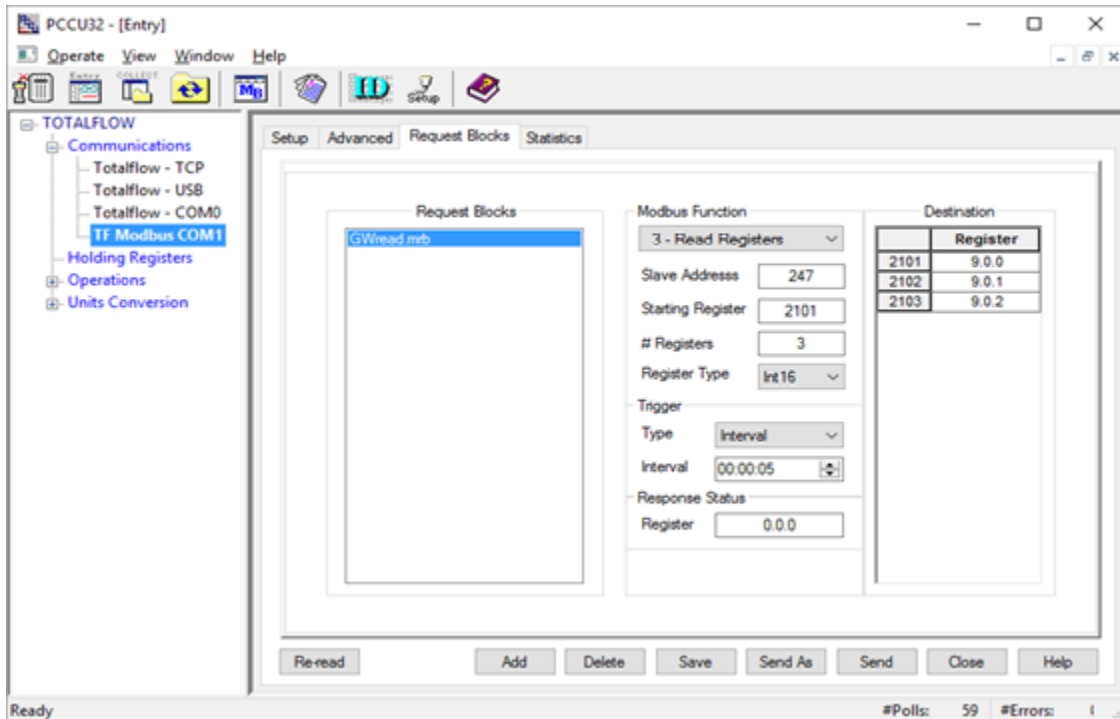 PCCU32 - [Entry]
Operate View Window Help
Entry COLLECT MB ID Setup
TOTALFLOW
Communications
Totalflow - TCP
Totalflow - USB
Totalflow - COM0
TF Modbus COM1
Holding Registers
Operations
Units Conversion
Setup Advanced Request Blocks Statistics
Request Blocks
GWread.mrb
Modbus Function
3 - Read Registers
Slave Addresss 247
Starting Register 2101
# Registers 3
Register Type Int16
Trigger
Type Interval
Interval 00:00:05
Response Status
Register 0.0.0
Destination
Register
2101 9.0.0
2102 9.0.1
2103 9.0.2
Re-read Add Delete Save Send As Send Close Help
Ready #Polls: 59 #Errors: